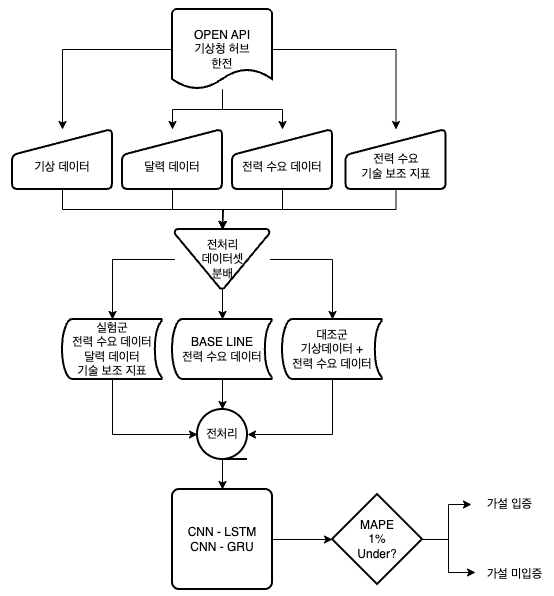 OPEN API
기상청 허브
한전
기상 데이터
달력 데이터
전력 수요 데이터
전력 수요
기술 보조 지표
전처리
데이터셋
분배
실험군
전력 수요 데이터
달력 데이터
기술 보조 지표
BASE LINE
전력 수요 데이터
대조군
기상데이터 +
전력 수요 데이터
전처리
CNN - LSTM
CNN - GRU
MAPE
1%
Under?
가설 입증
가설 미입증